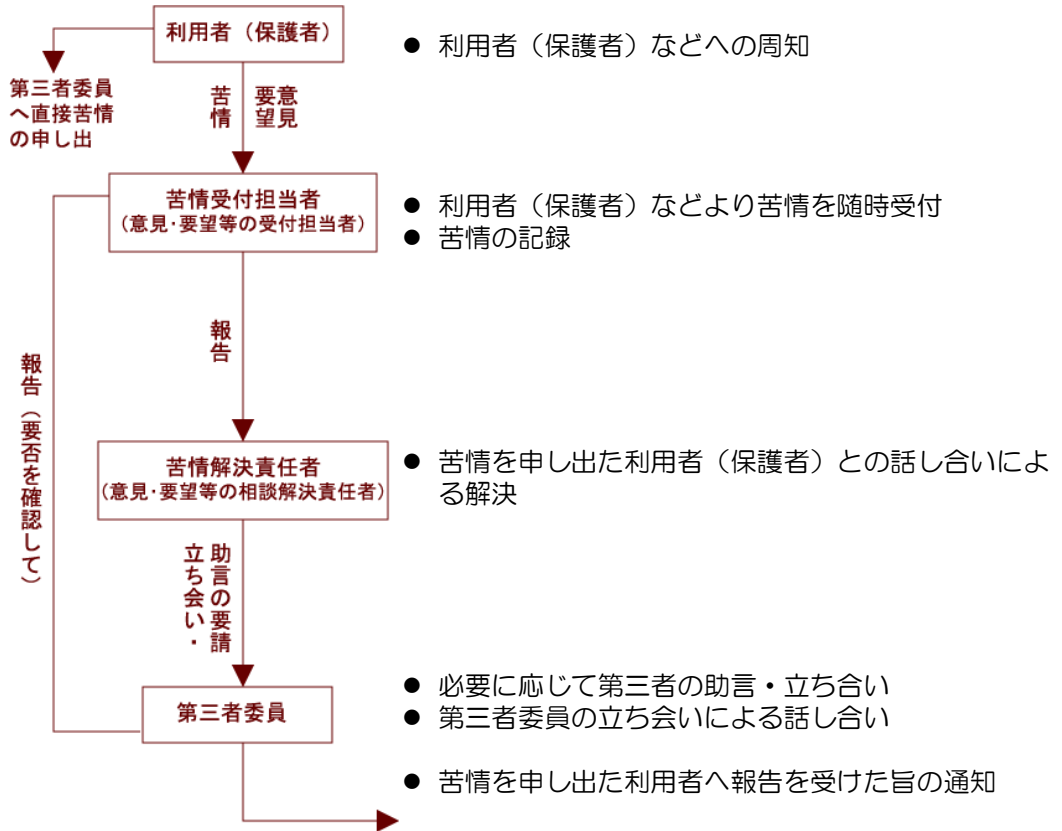 利用者（保護者）
● 利用者（保護者）などへの周知
第三者委員
へ直接苦情
の申し出
苦情
要望
意見
苦情受付担当者
（意見･要望等の受付担当者）
● 利用者（保護者）などより苦情を随時受付
● 苦情の記録
報告
報告（要否を確認して）
苦情解決責任者
（意見･要望等の相談解決責任者）
● 苦情を申し出た利用者（保護者）との話し合いによ
る解決
助言の要請
立ち会い・
第三者委員
● 必要に応じて第三者の助言・立ち合い
● 第三者委員の立ち会いによる話し合い
● 苦情を申し出た利用者へ報告を受けた旨の通知